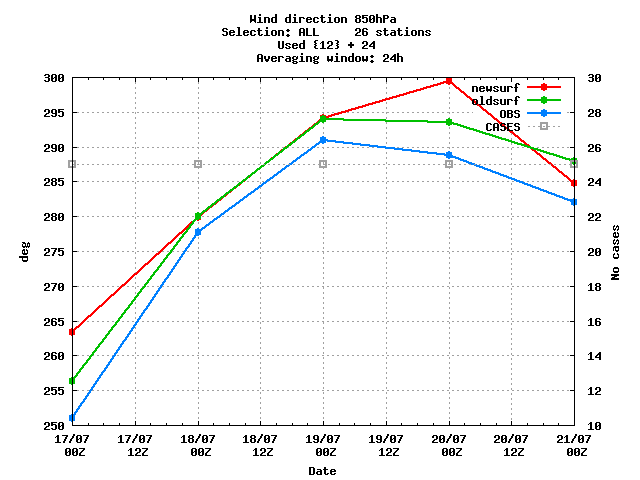 Wind direction 850hPa
Selection: ALL     26 stations
Used {12} + 24
Averaging window: 24h
300
295
290
285
280
275
270
265
260
255
250
deg
30
28
26
24
22
20
18
16
14
12
10
No cases
newsurf
oldsurf
OBS
CASES
17/07 17/07 18/07 18/07 19/07 19/07 20/07 20/07 21/07
00Z 12Z 00Z 12Z 00Z 12Z 00Z 12Z 00Z
Date